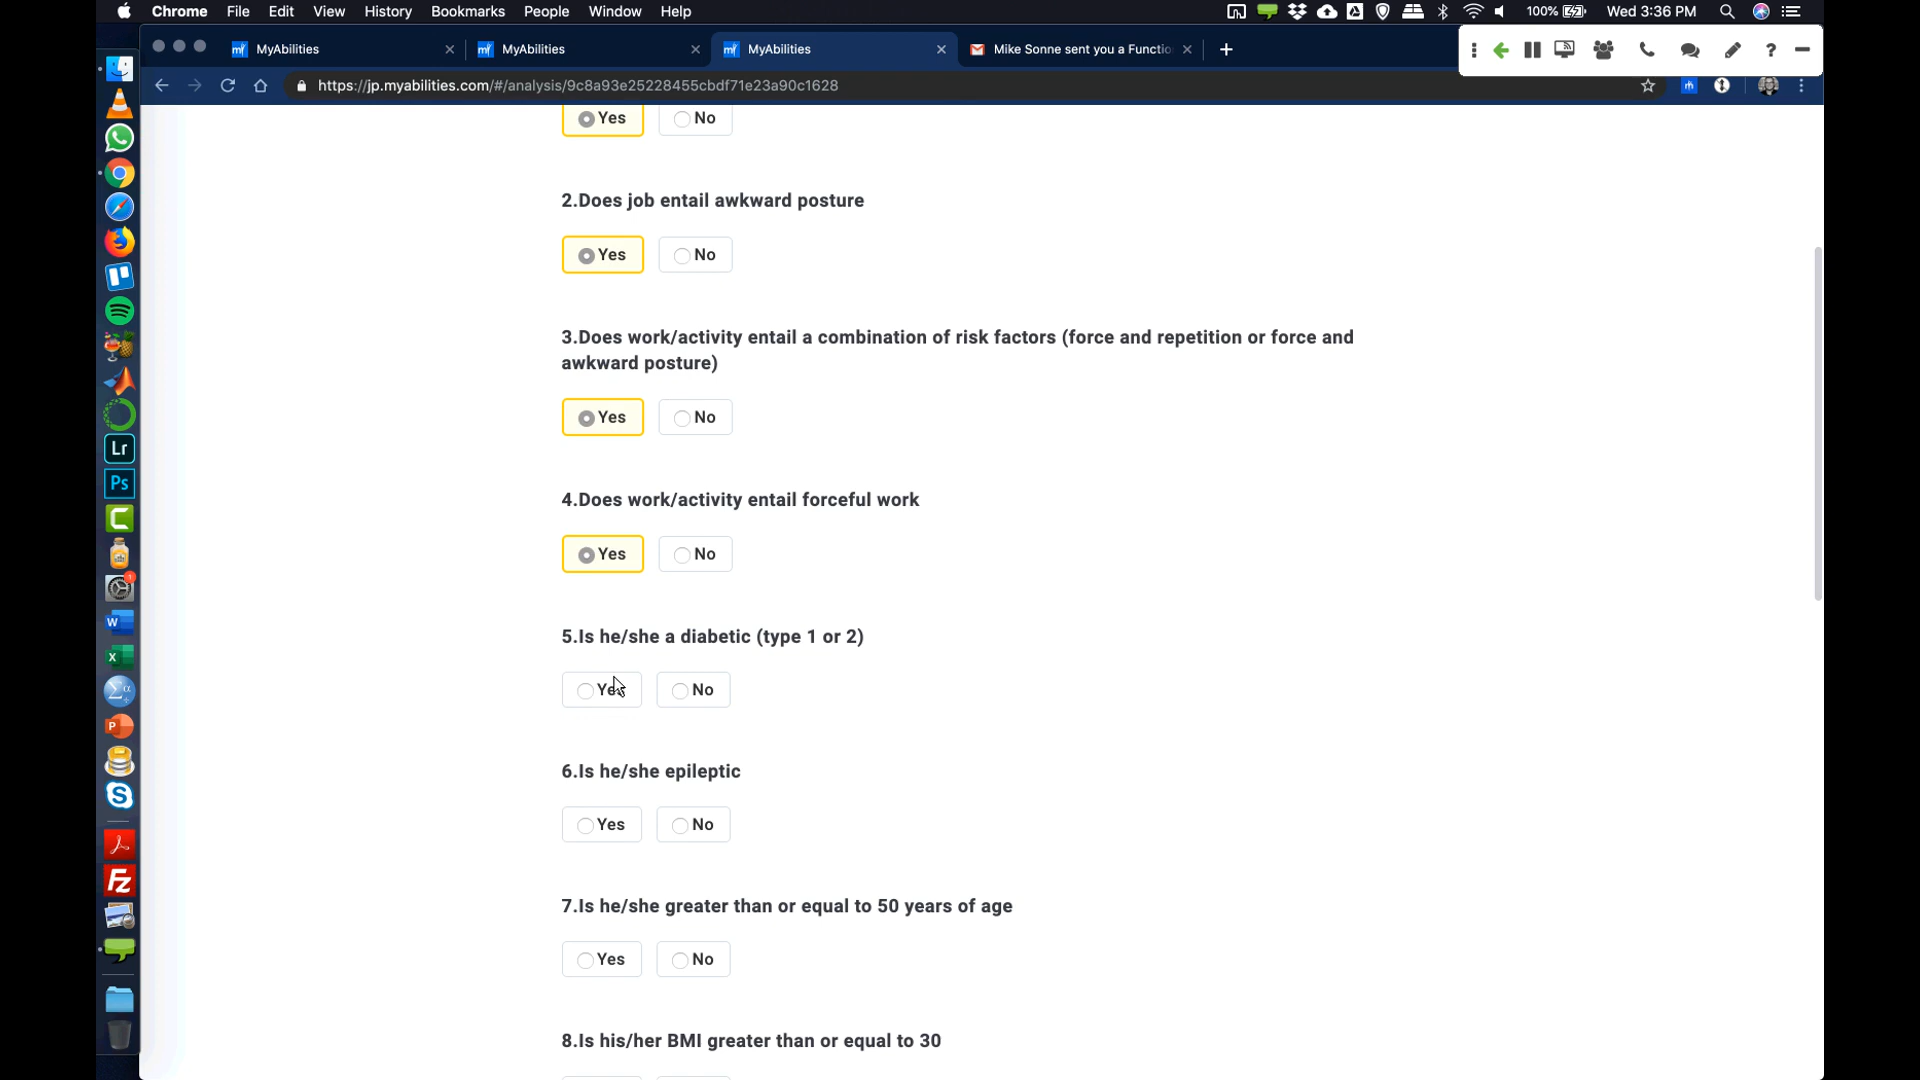 Chrome File Edit View History Bookmarks People Window Help 100% Wed 3:36 PM
MyAbilities MyAbilities MyAbilities Mike Sonne sent you a Functio
https://jp.myabilities.com/#/analysis/9c8a93e25228455cbdf71e23a90c1628
Yes No
2.Does job entail awkward posture
Yes No
3.Does work/activity entail a combination of risk factors (force and repetition or force and
awkward posture)
Yes No
4.Does work/activity entail forceful work
Yes No
5.Is he/she a diabetic (type 1 or 2)
Yes No
6.Is he/she epileptic
Yes No
7.Is he/she greater than or equal to 50 years of age
Yes No
8.Is his/her BMI greater than or equal to 30
Lr
Ps